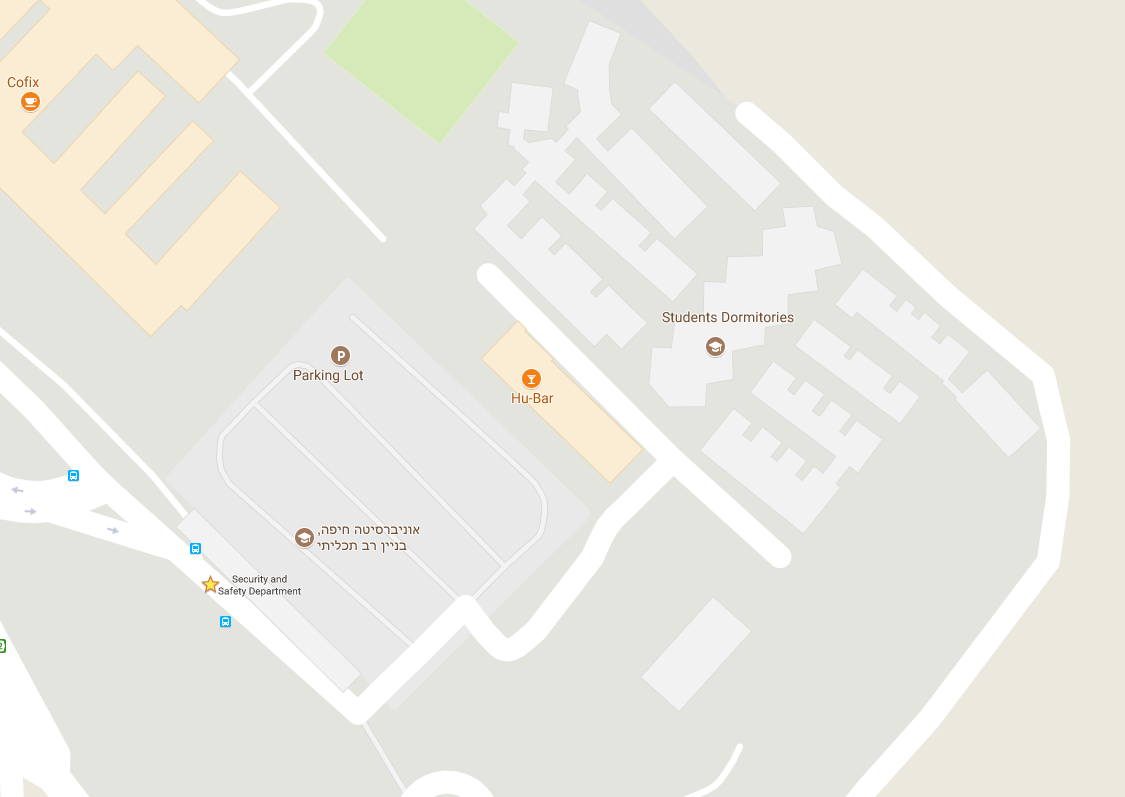 Cofix
Students Dormitories
P
Parking Lot
Hu-Bar
אוניברסיטה חיפה,
בניין רב תכליתי
Security and
Safety Department